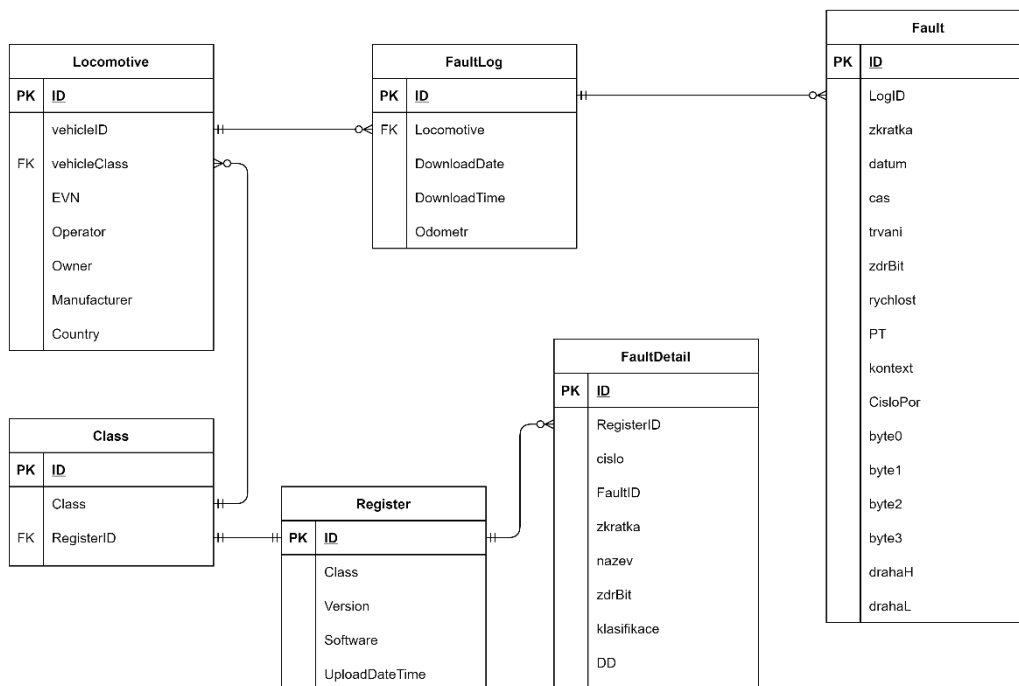 Locomotive
PK ID
vehicleID
FK vehicleClass
EVN
Operator
Owner
Manufacturer
Country
FaultLog
PK ID
FK Locomotive
DownloadDate
DownloadTime
Odometr
Fault
PK ID
LogID
zkratka
datum
cas
trvani
zdrBit
rychlost
PT
kontext
CisloPor
byte0
byte1
byte2
byte3
drahaH
drahaL
Class
PK ID
Class
FK RegisterID
Register
PK ID
Class
Version
Software
UploadDateTime
FaultDetail
PK ID
RegisterID
cislo
FaultID
zkratka
nazev
zdrBit
klasifikace
DD